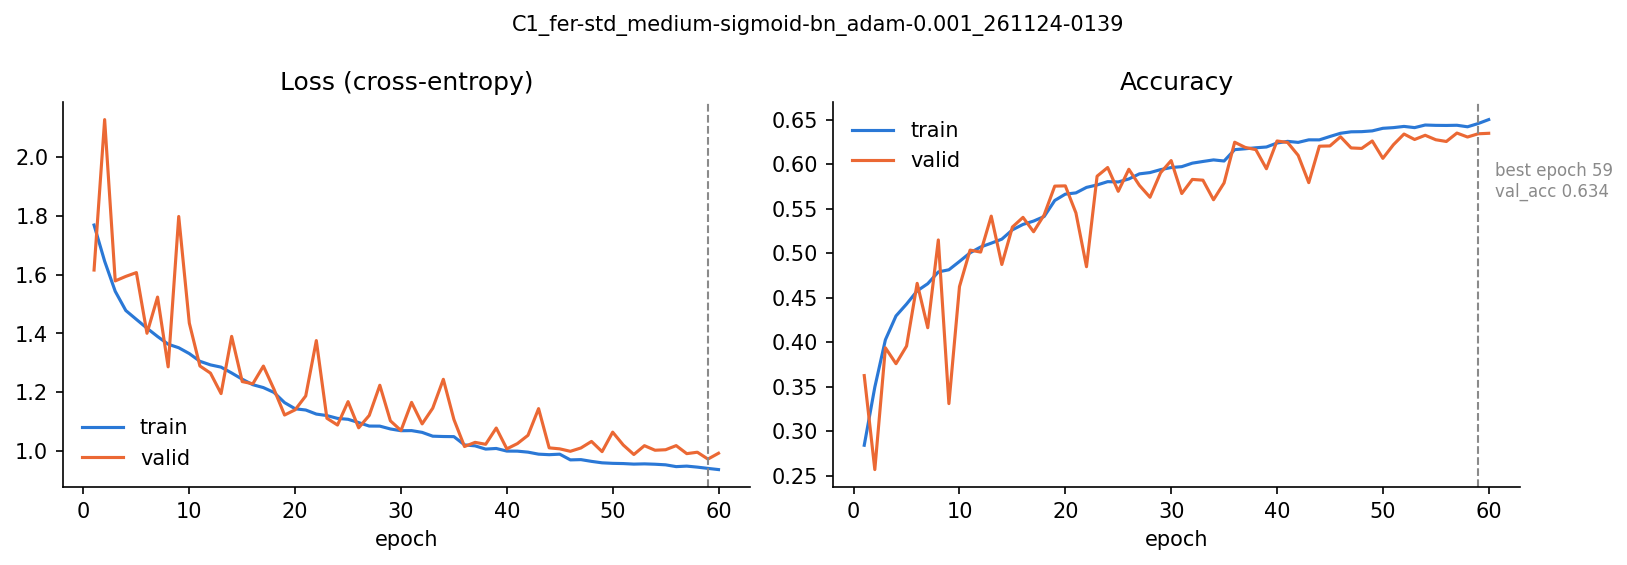 C1_fer-std_medium-sigmoid-bn_adam-0.001_261124-0139
Loss (cross-entropy)
2.0
1.8
1.6
1.4
1.2
1.0
train
valid
0 10 20 30 40 50 60
epoch
Accuracy
0.65
0.60
0.55
0.50
0.45
0.40
0.35
0.30
0.25
train
valid
best epoch 59
val_acc 0.634
0 10 20 30 40 50 60
epoch